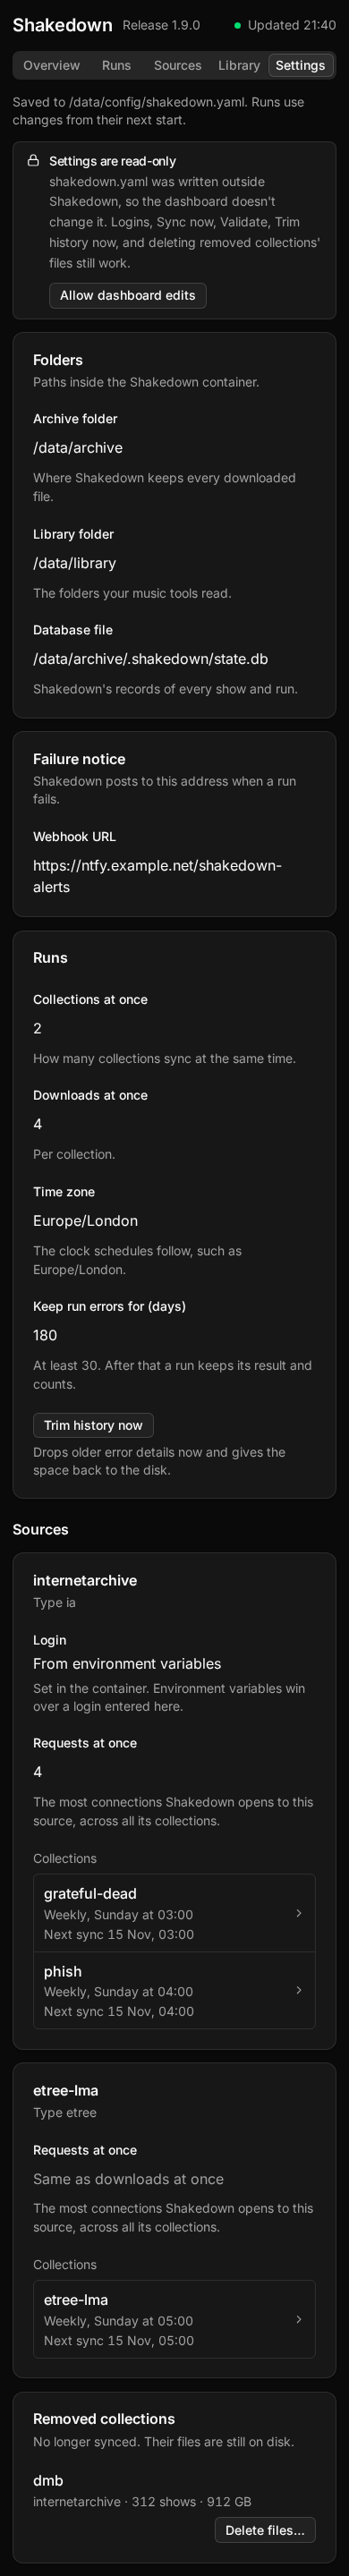 Shakedown Release 1.9.0 Updated 21:40
Overview Runs Sources Library Settings
Saved to /data/config/shakedown.yaml. Runs use
changes from their next start.
Settings are read-only
shakedown.yaml was written outside
Shakedown, so the dashboard doesn't
change it. Logins, Sync now, Validate, Trim
history now, and deleting removed collections'
files still work.
Allow dashboard edits
Folders
Paths inside the Shakedown container.
Archive folder
/data/archive
Where Shakedown keeps every downloaded
file.
Library folder
/data/library
The folders your music tools read.
Database file
/data/archive/.shakedown/state.db
Shakedown's records of every show and run.
Failure notice
Shakedown posts to this address when a run
fails.
Webhook URL
https://ntfy.example.net/shakedown-
alerts
Runs
Collections at once
2
How many collections sync at the same time.
Downloads at once
4
Per collection.
Time zone
Europe/London
The clock schedules follow, such as
Europe/London.
Keep run errors for (days)
180
At least 30. After that a run keeps its result and
counts.
Trim history now
Drops older error details now and gives the
space back to the disk.
Sources
internetarchive
Type ia
Login
From environment variables
Set in the container. Environment variables win
over a login entered here.
Requests at once
4
The most connections Shakedown opens to this
source, across all its collections.
Collections
grateful-dead
Weekly, Sunday at 03:00
Next sync 15 Nov, 03:00
phish
Weekly, Sunday at 04:00
Next sync 15 Nov, 04:00
etree-lma
Type etree
Requests at once
Same as downloads at once
The most connections Shakedown opens to this
source, across all its collections.
Collections
etree-lma
Weekly, Sunday at 05:00
Next sync 15 Nov, 05:00
Removed collections
No longer synced. Their files are still on disk.
dmb
internetarchive · 312 shows · 912 GB
Delete files...